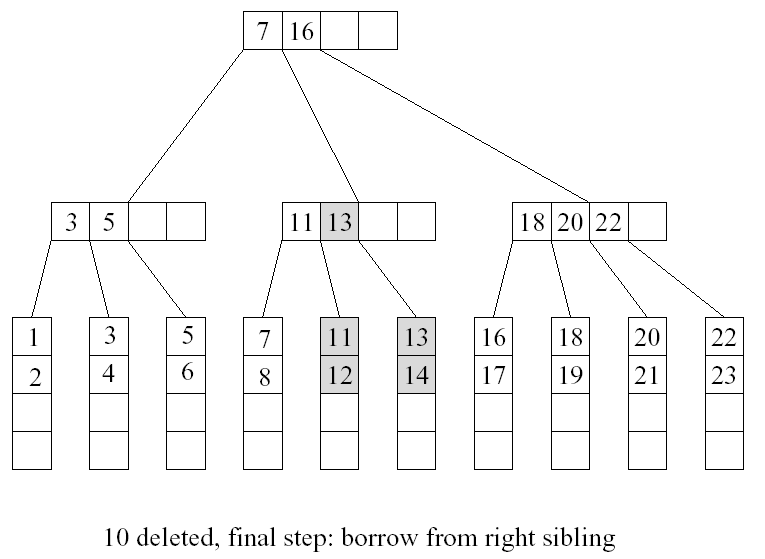 7 16
3 5 11 13 18 20 22
1 3 5 7 11 13 16 18 20 22
2 4 6 8 12 14 17 19 21 23
10 deleted, final step: borrow from right sibling